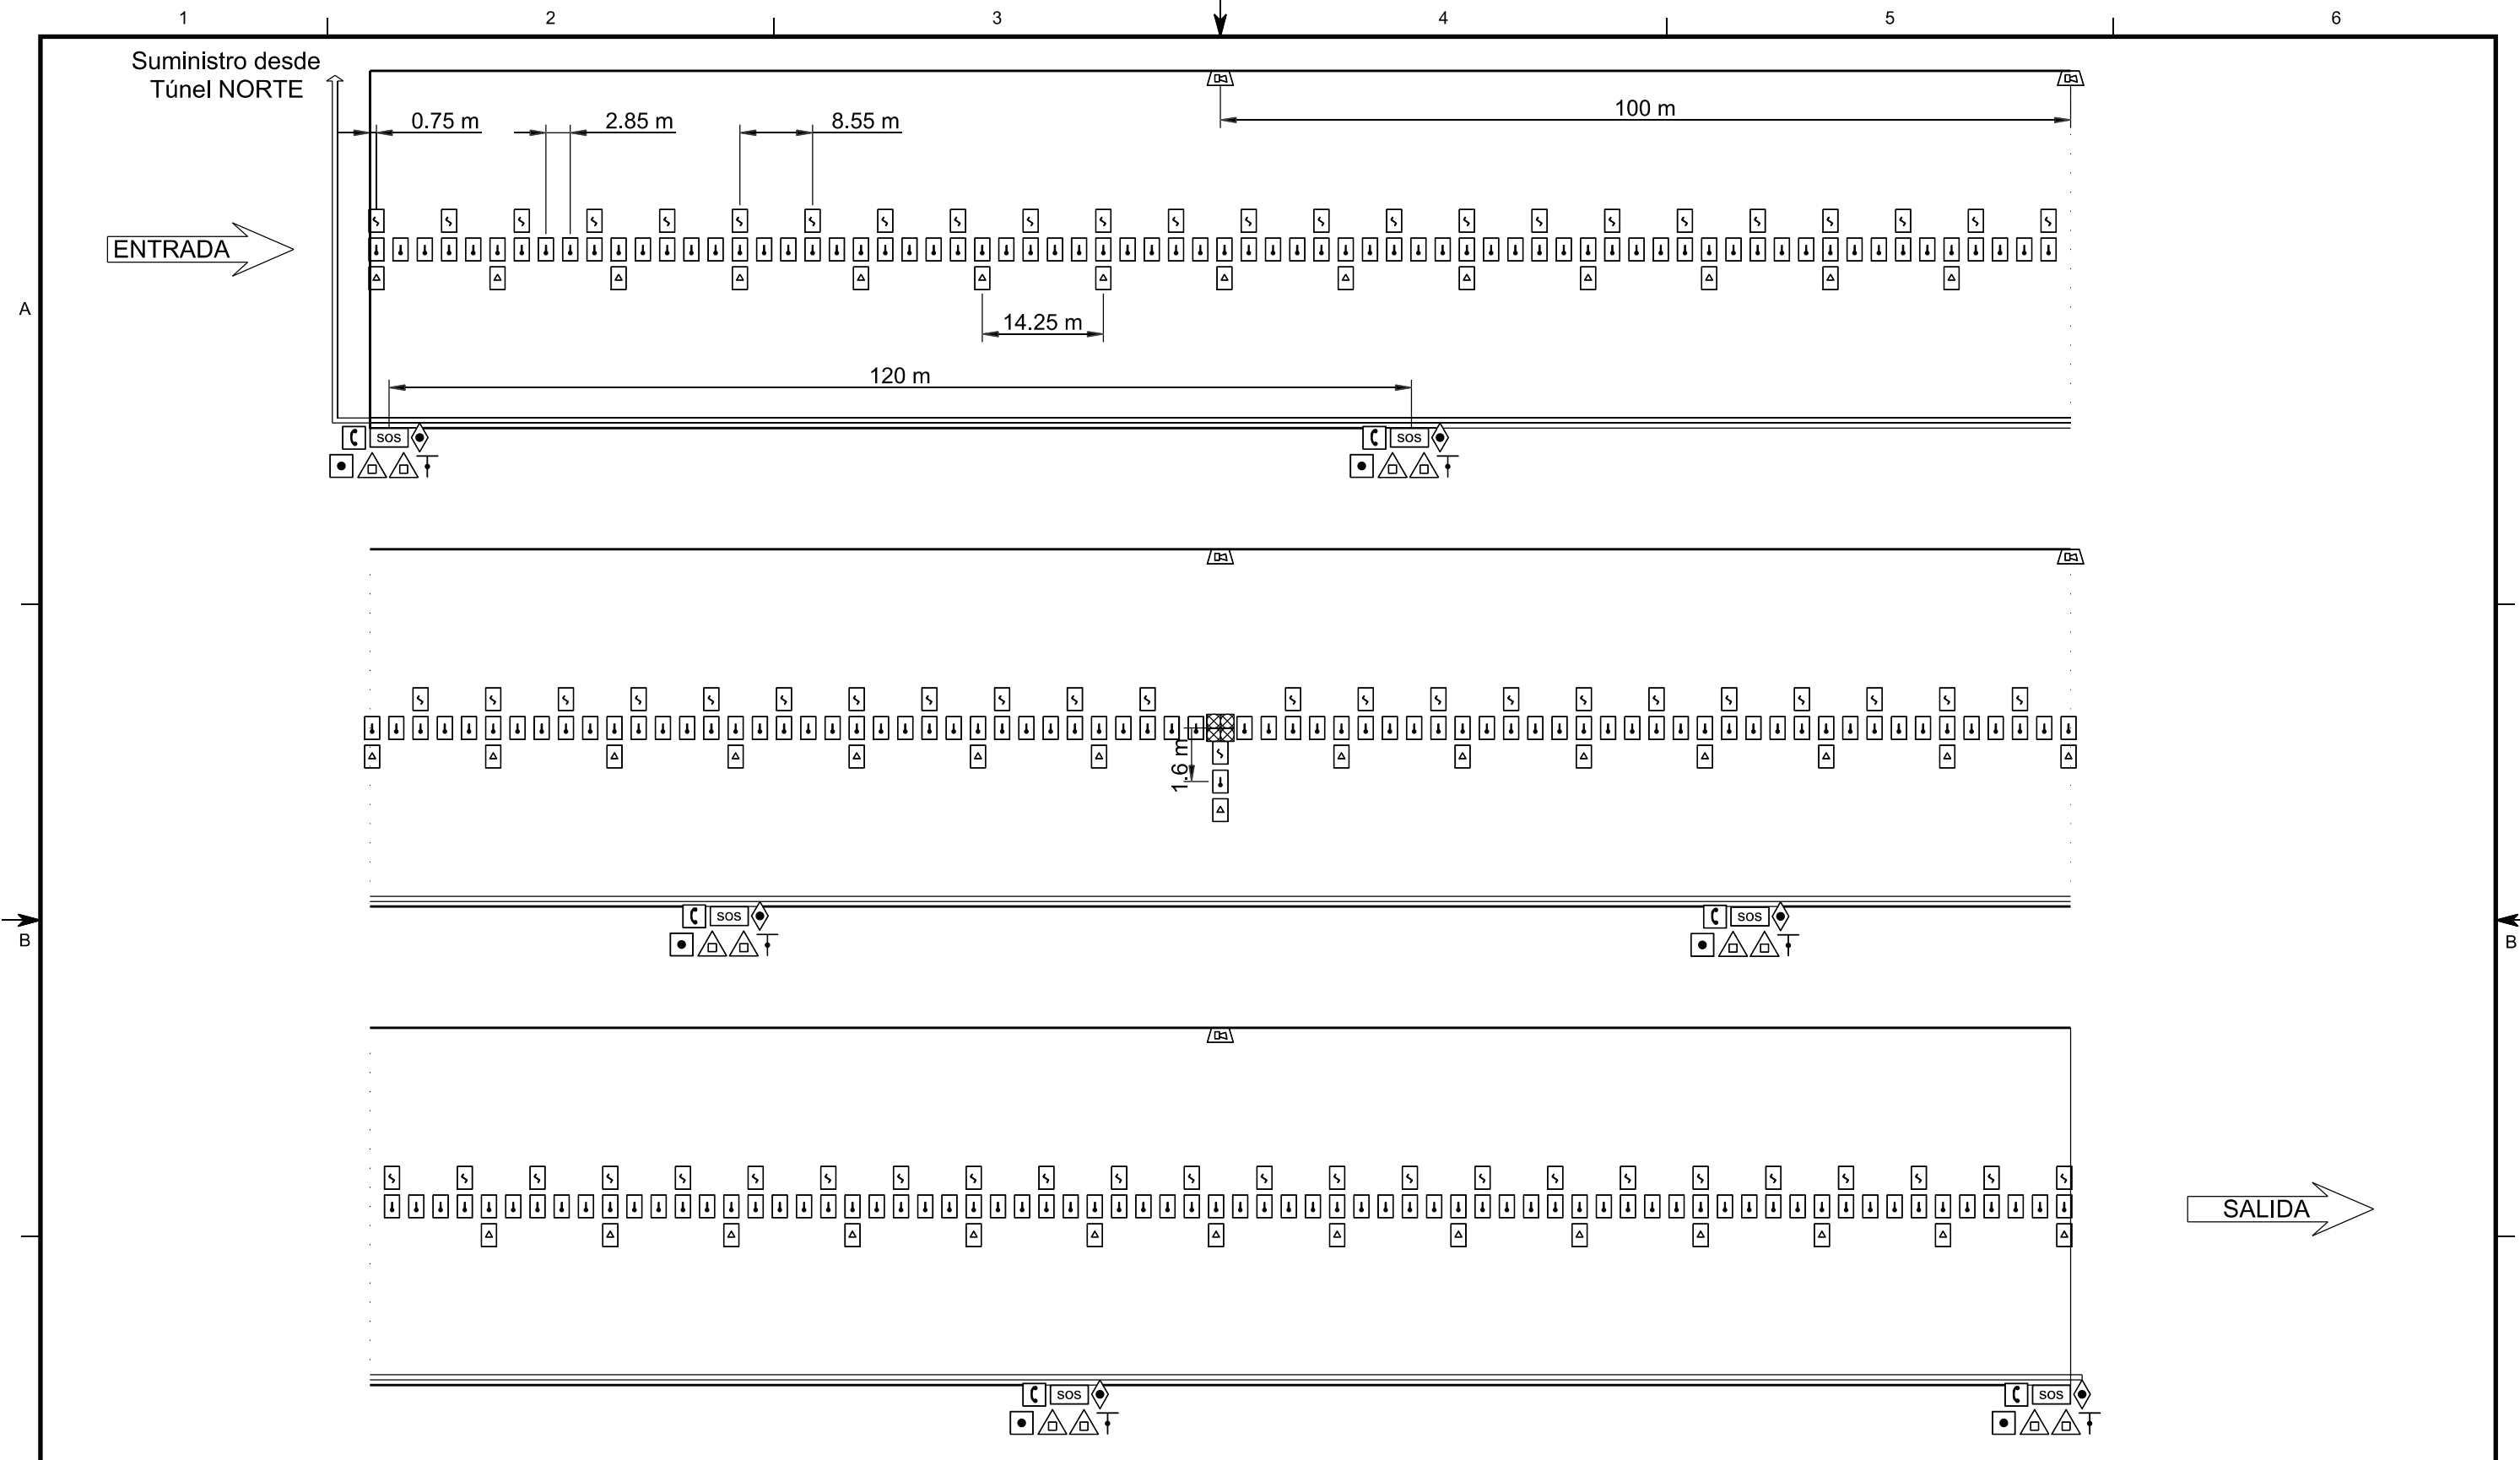 1 2 3 4 5 6
Suministro desde
Túnel NORTE
100 m
0.75 m 2.85 m 8.55 m
ENTRADA
A
14.25 m
120 m
sos sos
1.6 m
sos sos
B B
SALIDA
sos sos